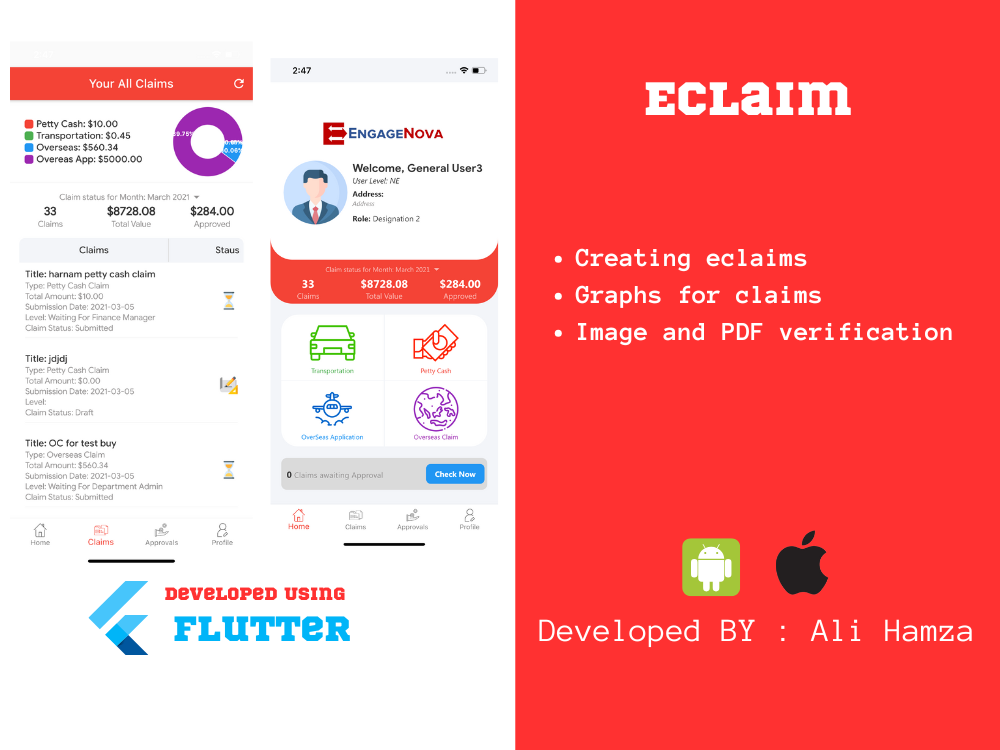 Your All Claims
Petty Cash: $10.00
Transportation: $0.45
Overseas: $560.34
Overeas App: $5000.00
Claim status for Month: March 2021
33
$8728.08
$284.00
Claims
Total Value
Approved
Claims
Staus
Title: harnam petty cash claim
Type: Petty Cash Claim
Total Amount: $10.00
Submission Date: 2021-03-05
Level: Waiting For Finance Manager
Claim Status: Submitted
Title: jdjdj
Type: Petty Cash Claim
Total Amount: $0.00
Submission Date: 2021-03-05
Level:
Claim Status: Draft
Title: OC for test buy
Type: Overseas Claim
Total Amount: $560.34
Submission Date: 2021-03-05
Level: Waiting For Department Admin
Claim Status: Submitted
Home
Claims
Approvals
Profile
2:47
ENGAGENOVA
Welcome, General User3
User Level: NE
Address:
Address
Role: Designation 2
Claim status for Month: March 2021
33
$8728.08
$284.00
Claims
Total Value
Approved
Transportation
Petty Cash
OverSeas Application
Overseas Claim
0 Claims awaiting Approval
Check Now
Home
Claims
Approvals
Profile
DEVELOPED USING
FLUTTER
ECLaim
• Creating eclaims
• Graphs for claims
• Image and PDF verification
Developed BY : Ali Hamza